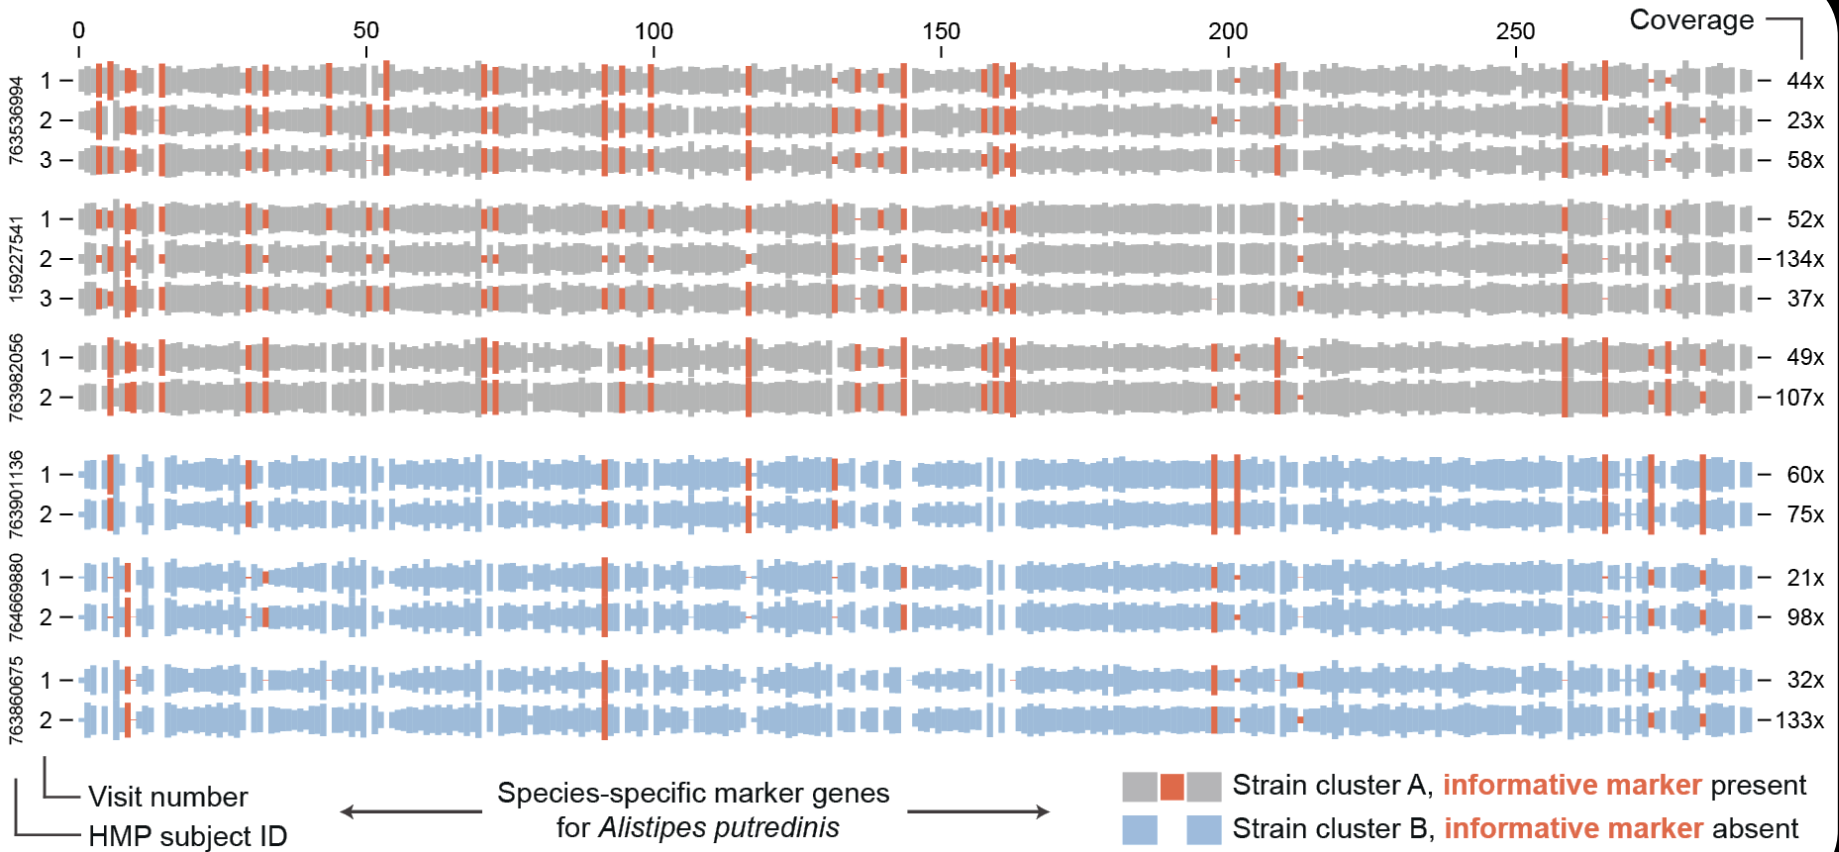 0 50 100 150 200 250 Coverage
763536994
1 44x
2 23x
3 58x
159227541
1 52x
2 134x
3 37x
763982056
1 49x
2 107x
763901136
1 60x
2 75x
764669880
1 21x
2 98x
763860675
1 32x
2 133x
Visit number
HMP subject ID
Species-specific marker genes
for Alistipes putredinis
Strain cluster A, informative marker present
Strain cluster B, informative marker absent